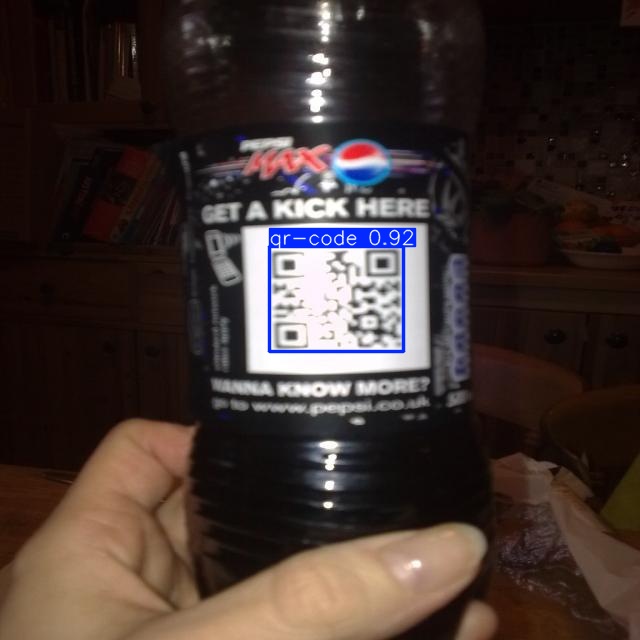 PEPSI
MAX
GET A KICK HERE
qr-code 0.92
WANNA KNOW MORE?
go to www.pepsi.co.uk